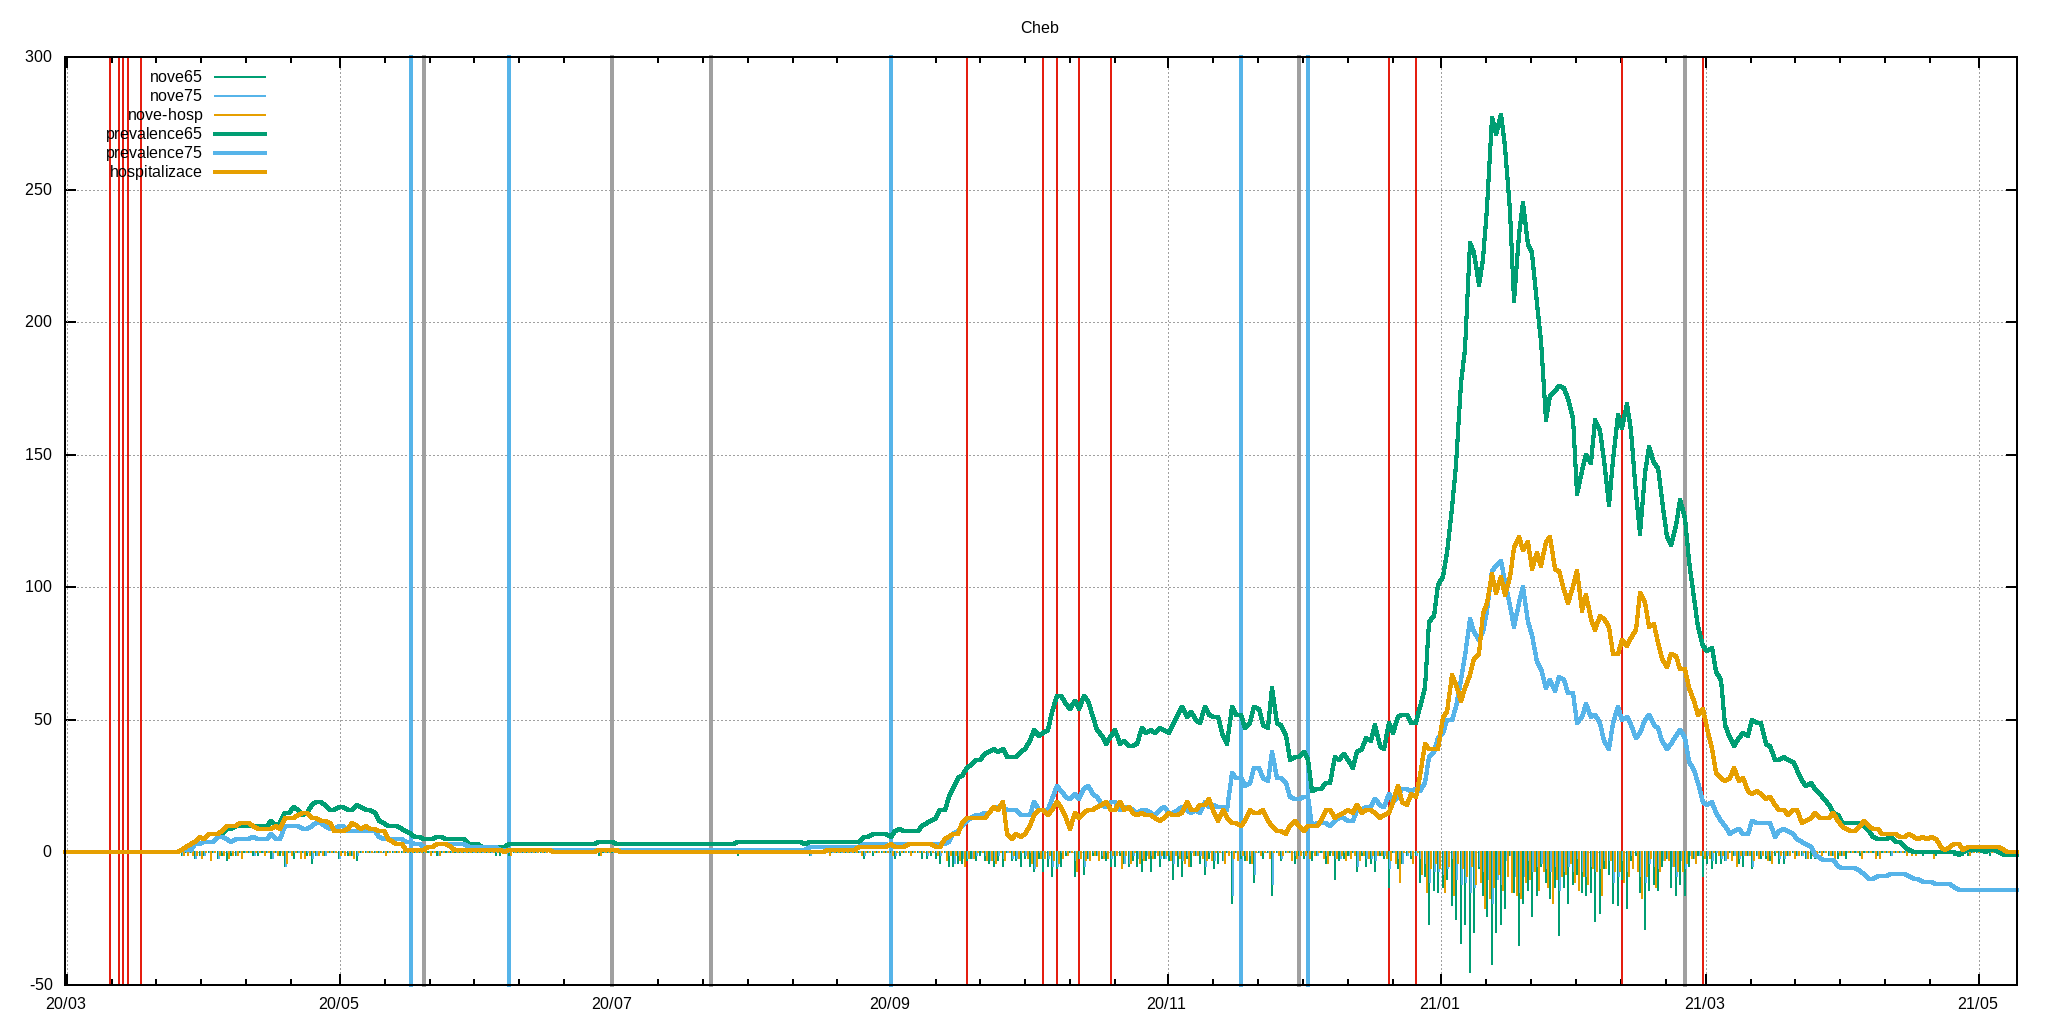 Cheb
300
250
200
150
100
50
0
-50
nove65
nove75
nove-hosp
prevalence65
prevalence75
hospitalizace
20/03 20/05 20/07 20/09 20/11 21/01 21/03 21/05